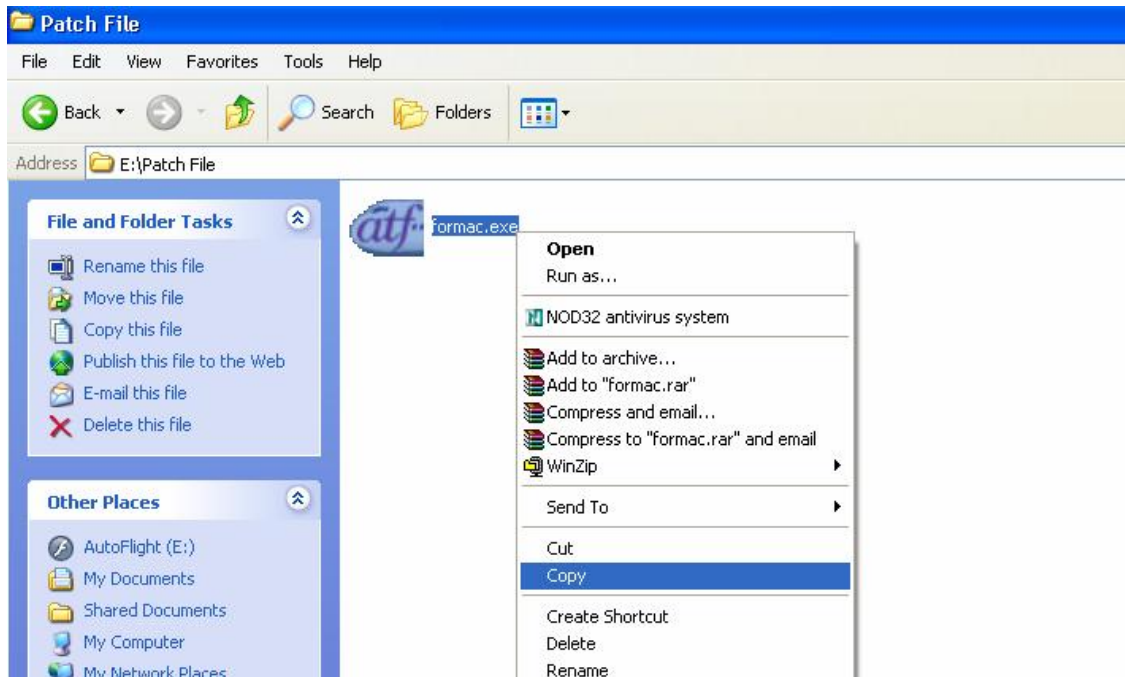 Patch File
File Edit View Favorites Tools Help
Back Search Folders
Address E:\Patch File
File and Folder Tasks
Rename this file
Move this file
Copy this file
Publish this file to the Web
E-mail this file
Delete this file
Other Places
AutoFlight (E:)
My Documents
Shared Documents
My Computer
My Network Places
atf
formac.exe
Open
Run as...
NOD32 antivirus system
Add to archive...
Add to "formac.rar"
Compress and email...
Compress to "formac.rar" and email
WinZip
Send To
Cut
Copy
Create Shortcut
Delete
Rename